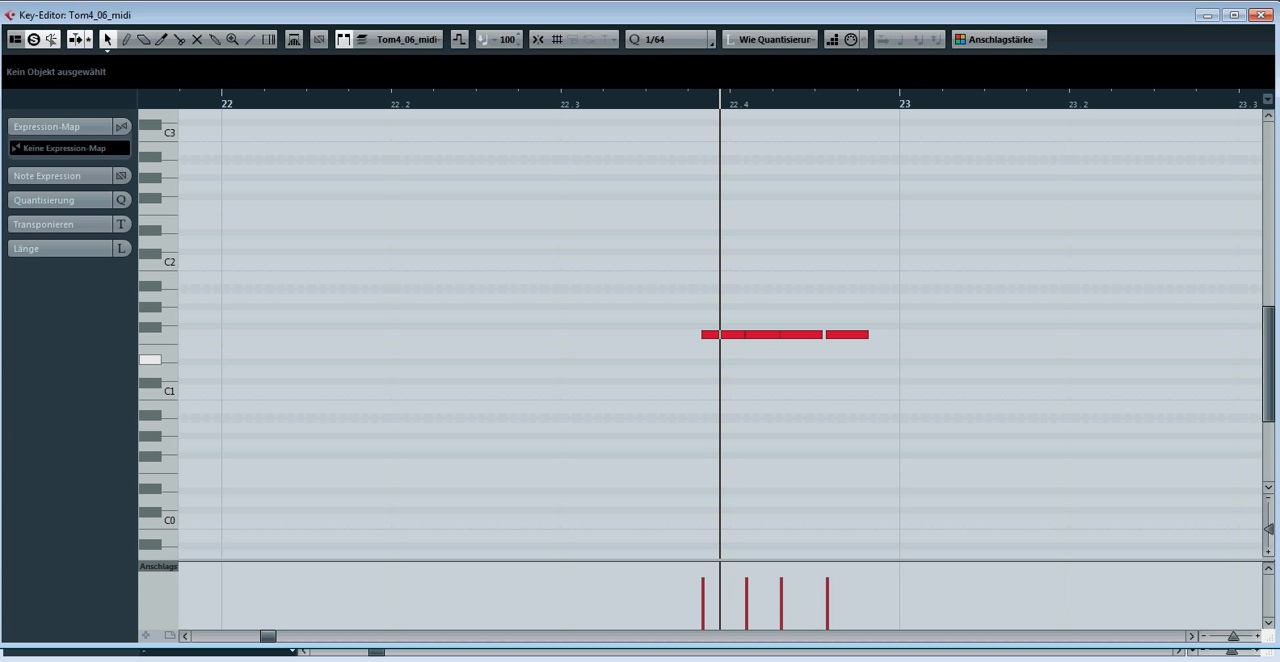 Key-Editor: Tom4_06_midi
Tom4_06_midi
100
Q 1/64
Wie Quantisierur
Anschlagstärke
Kein Objekt ausgewählt
22 22.2 22.3 22.4 23 23.2 23.3
Expression-Map
Keine Expression-Map
Note Expression
Quantisierung Q
Transponieren T
Länge L
C3
C2
C1
C0
Anschlags